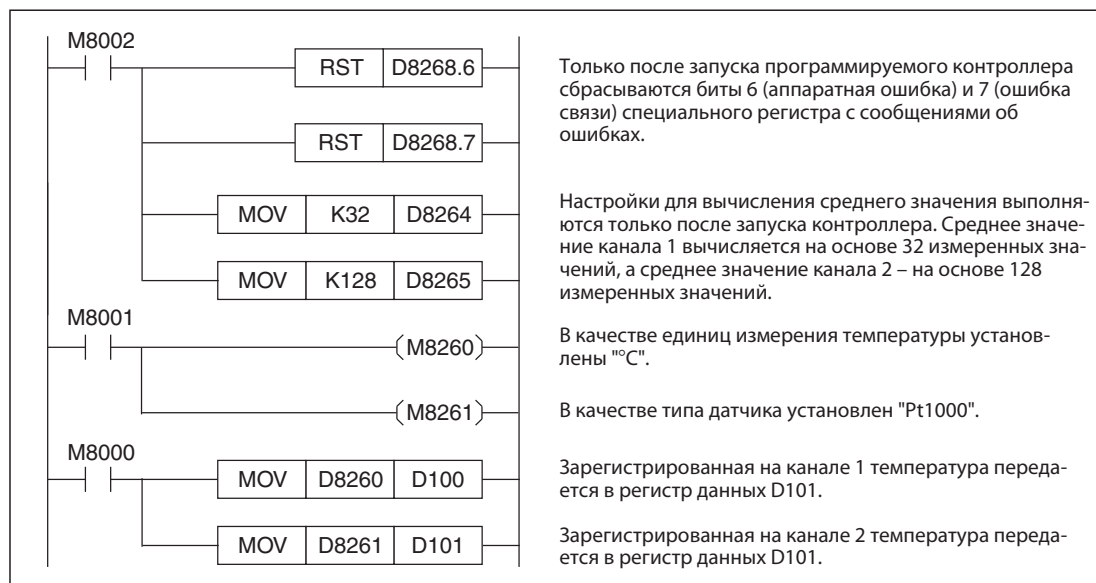 M8002
RST D8268.6
Только после запуска программируемого контроллера
сбрасываются биты 6 (аппаратная ошибка) и 7 (ошибка
связи) специального регистра с сообщениями об
ошибках.
RST D8268.7
MOV K32 D8264
Настройки для вычисления среднего значения выполня-
ются только после запуска контроллера. Среднее значе-
ние канала 1 вычисляется на основе 32 измеренных зна-
чений, а среднее значение канала 2 – на основе 128
измеренных значений.
MOV K128 D8265
M8001
M8260
В качестве единиц измерения температуры установ-
лены "°C".
M8261
В качестве типа датчика установлен "Pt1000".
M8000
MOV D8260 D100
Зарегистрированная на канале 1 температура переда-
ется в регистр данных D101.
MOV D8261 D101
Зарегистрированная на канале 2 температура переда-
ется в регистр данных D101.